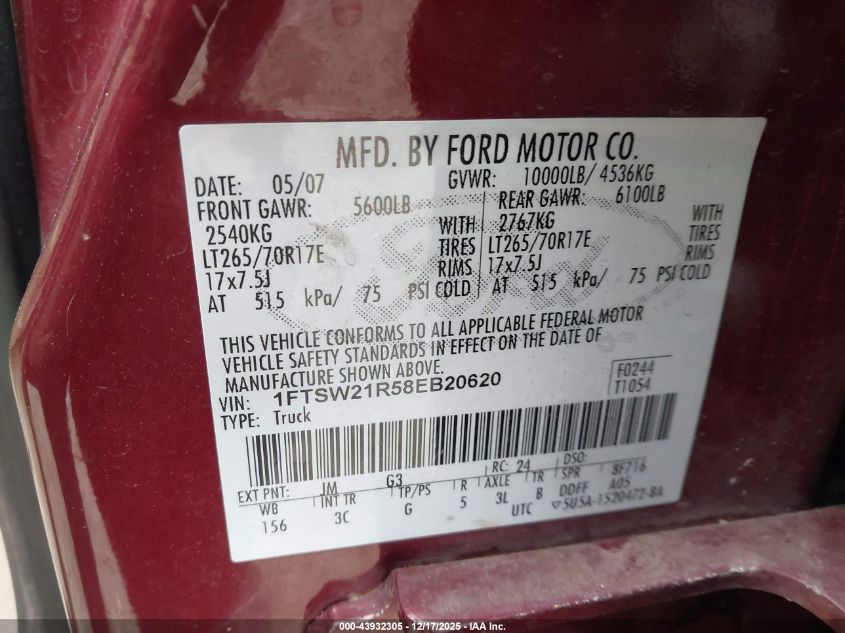 MFD. BY FORD MOTOR CO.
DATE: 05/07 GVWR: 10000LB/ 4536KG
FRONT GAWR: 5600LB REAR GAWR: 6100LB
2540KG WITH 2767KG WITH
LT265/70R17E TIRES LT265/70R17E TIRES
17x7.5J RIMS 17x7.5J RIMS
AT 515 kPa/ 75 PSI COLD AT 515 kPa/ 75 PSI COLD
THIS VEHICLE CONFORMS TO ALL APPLICABLE FEDERAL MOTOR
VEHICLE SAFETY STANDARDS IN EFFECT ON THE DATE OF
MANUFACTURE SHOWN ABOVE.
VIN: 1FTSW21R58EB20620 F0244
TYPE: Truck T1054
EXT PNT: JM G3 RC: 24 DSO: 8F716
WB INT TR TP/PS R AXLE TR SPR A05
156 3C G 5 3L B DDFF
UTC ▽5U5A-1520472-BA
000-43932305 - 12/17/2025 - IAA Inc.